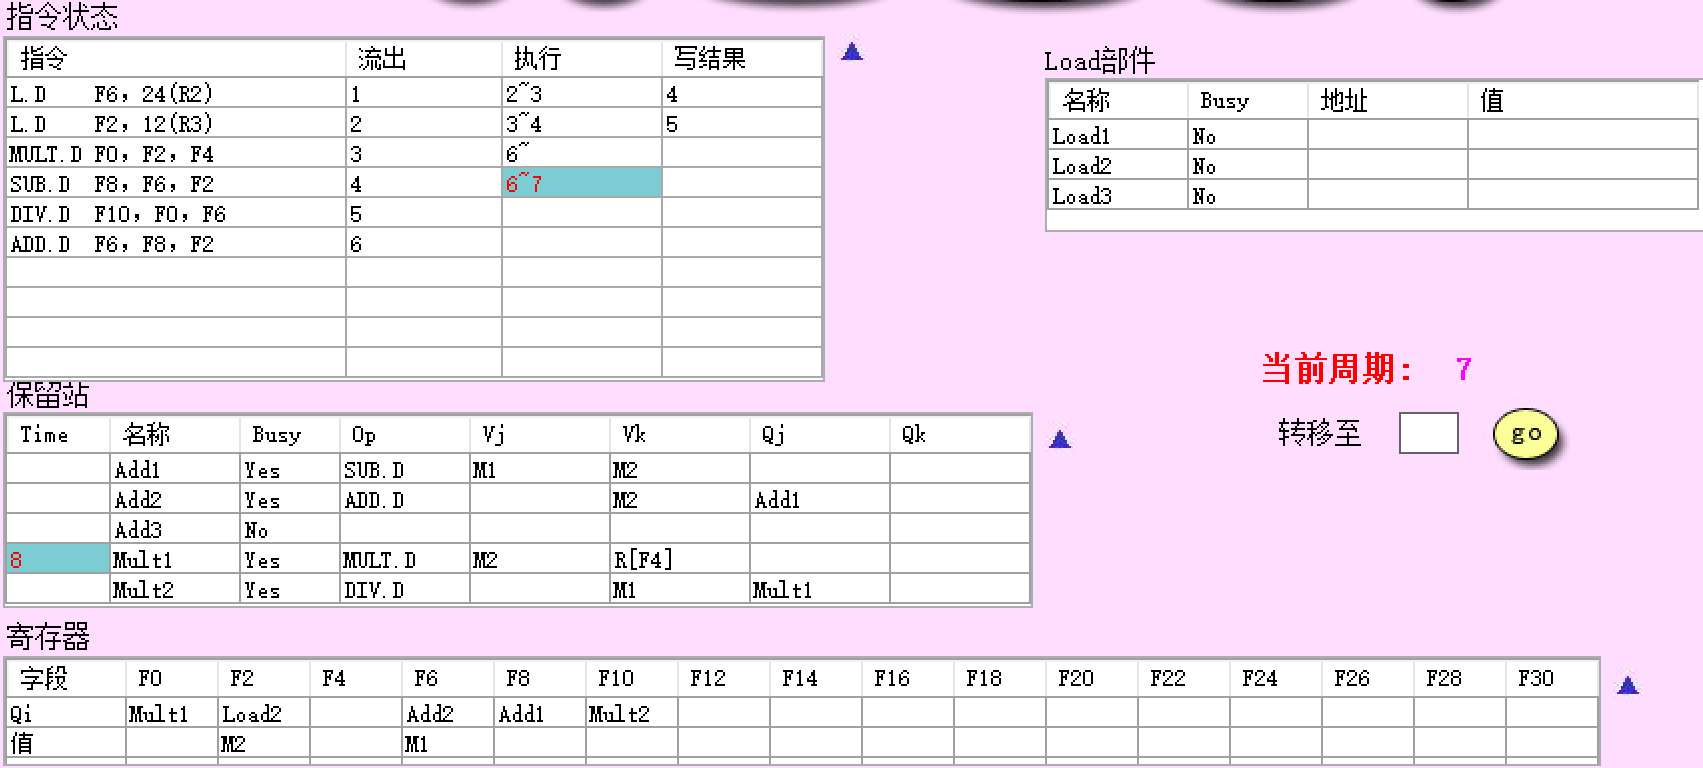 指令状态
指令 流出 执行 写结果
L.D F6, 24(R2) 1 2~3 4
L.D F2, 12(R3) 2 3~4 5
MULT.D F0, F2, F4 3 6~
SUB.D F8, F6, F2 4 6~7
DIV.D F10, F0, F6 5
ADD.D F6, F8, F2 6
Load部件
名称 Busy 地址 值
Load1 No
Load2 No
Load3 No
当前周期: 7
转移至 go
保留站
Time 名称 Busy Op Vj Vk Qj Qk
Add1 Yes SUB.D M1 M2
Add2 Yes ADD.D M2 Add1
Add3 No
8 Mult1 Yes MULT.D M2 R[F4]
Mult2 Yes DIV.D M1 Mult1
寄存器
字段 F0 F2 F4 F6 F8 F10 F12 F14 F16 F18 F20 F22 F24 F26 F28 F30
Qi Mult1 Load2 Add2 Add1 Mult2
值 M2 M1